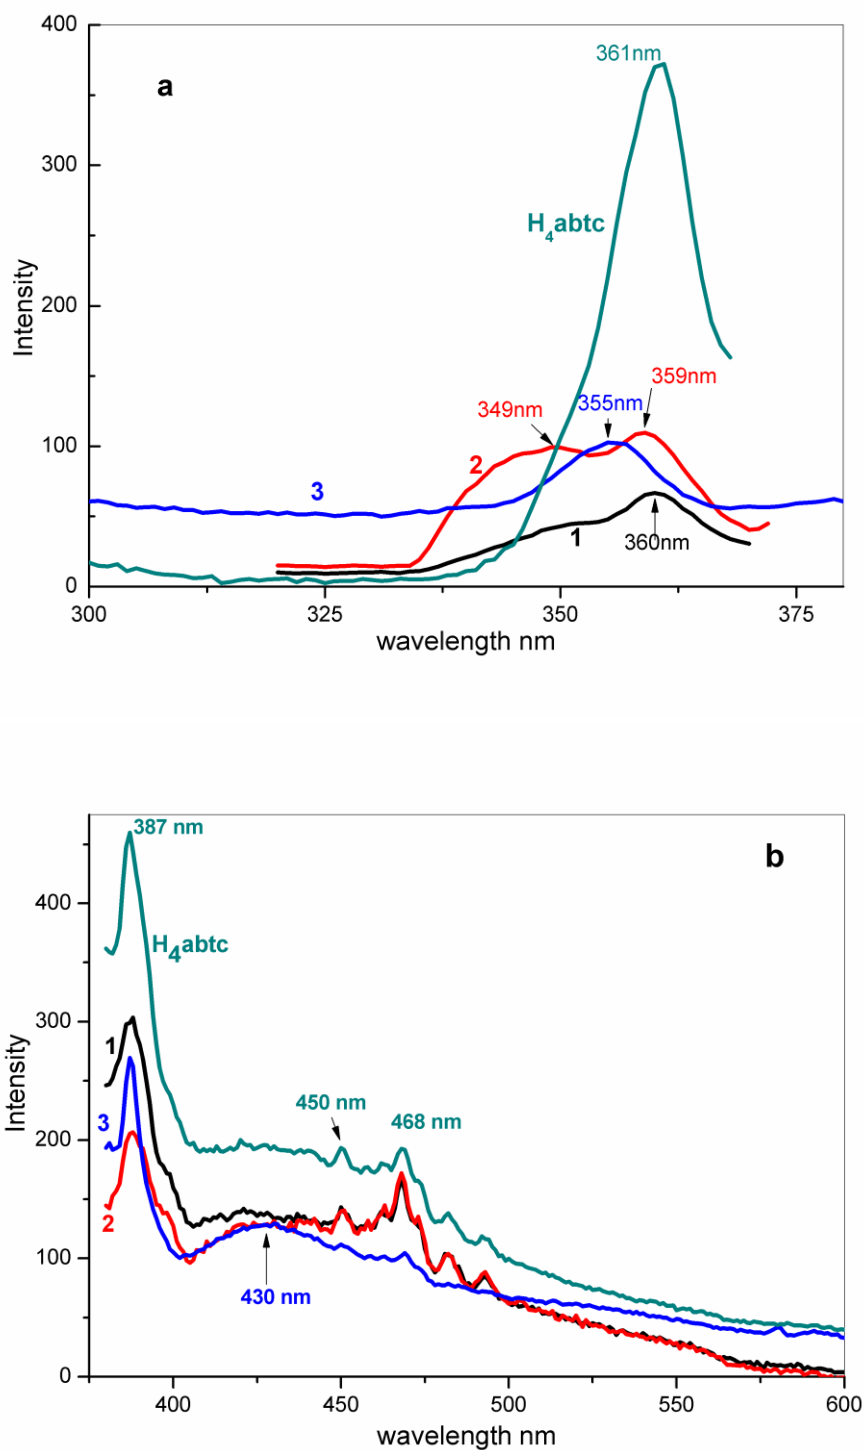 400
a
361nm
300
H₄abtc
Intensity
200
359nm
349nm
355nm
100
2
3
1
360nm
0
300
325
350
375
wavelength nm
387 nm
b
400
H₄abtc
300
1
Intensity
3
450 nm
468 nm
200
2
100
430 nm
0
400
450
500
550
600
wavelength nm